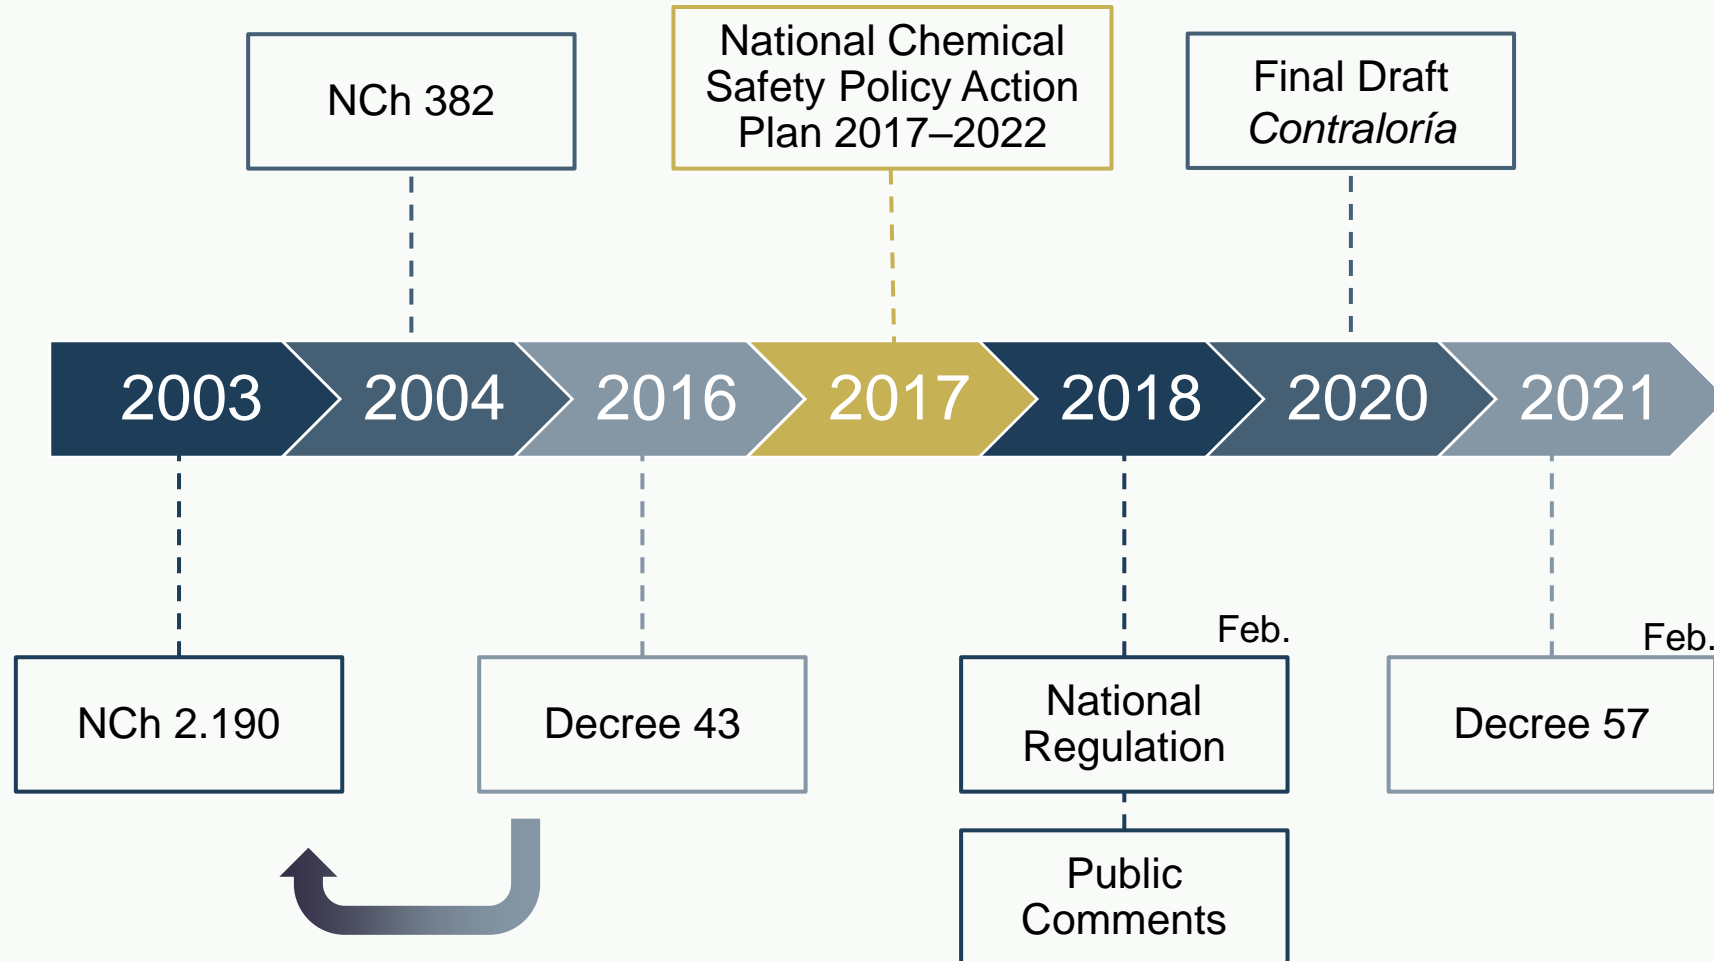 NCh 382
National Chemical
Safety Policy Action
Plan 2017–2022
Final Draft
Contraloría
2003
2004
2016
2017
2018
2020
2021
NCh 2.190
Decree 43
Feb.
National
Regulation
Public
Comments
Feb.
Decree 57